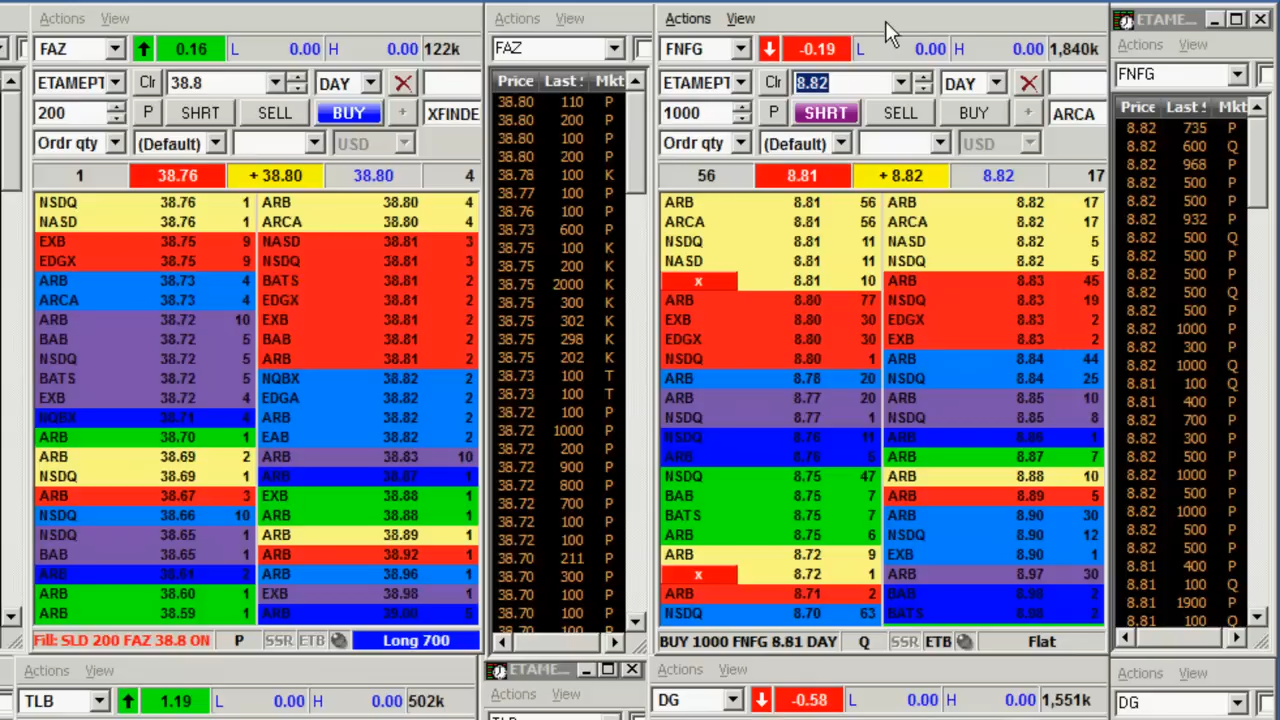 Actions View
FAZ 0.16 L 0.00 H 0.00 122k
ETAMEPT Clr 38.8 DAY
200 P SHRT SELL BUY + XFINDE
Ordr qty (Default) USD
1 38.76 + 38.80 38.80 4
NSDQ 38.76 1 ARB 38.80 4
NASD 38.76 1 ARCA 38.80 4
EXB 38.75 9 NASD 38.81 3
EDGX 38.75 9 NSDQ 38.81 3
ARB 38.73 4 BATS 38.81 2
ARCA 38.73 4 EDGX 38.81 2
ARB 38.72 10 EXB 38.81 2
BAB 38.72 5 BAB 38.81 2
NSDQ 38.72 5 ARB 38.81 2
BATS 38.72 5 NQBX 38.82 2
EXB 38.72 4 EDGA 38.82 2
NQBX 38.71 4 ARB 38.82 2
ARB 38.70 1 EAB 38.82 2
ARB 38.69 2 ARB 38.83 10
NSDQ 38.69 1 ARB 38.87 1
ARB 38.67 3 EXB 38.88 1
NSDQ 38.66 10 ARB 38.88 1
NSDQ 38.65 1 ARB 38.89 1
BAB 38.65 1 ARB 38.92 1
ARB 38.61 2 ARB 38.96 1
ARB 38.60 1 EXB 38.98 1
ARB 38.59 1 ARB 39.00 5
Fill: SLD 200 FAZ 38.8 ON P SSR ETB Long 700
Actions View
FAZ
Price Last Mkt
38.80 110 P
38.80 200 P
38.80 100 P
38.80 200 P
38.78 100 K
38.77 100 P
38.76 100 P
38.73 600 P
38.75 100 K
38.75 200 K
38.75 2000 K
38.75 300 K
38.75 302 K
38.75 298 K
38.75 202 K
38.73 100 T
38.73 100 T
38.72 100 P
38.72 1000 P
38.72 200 P
38.72 900 P
38.72 800 P
38.72 700 P
38.72 100 P
38.72 100 P
38.70 211 P
38.70 300 P
38.70 100 P
38.70 100 P
38.70 100 P
Actions View
FNFG -0.19 L 0.00 H 0.00 1,840k
ETAMEPT Clr 8.82 DAY
1000 P SHRT SELL BUY + ARCA
Ordr qty (Default) USD
56 8.81 + 8.82 8.82 17
ARB 8.81 56 ARB 8.82 17
ARCA 8.81 56 ARCA 8.82 17
NSDQ 8.81 11 NASD 8.82 5
NASD 8.81 11 NSDQ 8.82 5
x 8.81 10 ARB 8.83 45
ARB 8.80 77 NSDQ 8.83 19
EXB 8.80 30 EDGX 8.83 2
EDGX 8.80 30 EXB 8.83 2
NSDQ 8.80 1 ARB 8.84 44
ARB 8.78 20 NSDQ 8.84 25
ARB 8.77 20 ARB 8.85 10
NSDQ 8.77 1 NSDQ 8.85 8
NSDQ 8.76 11 ARB 8.86 1
ARB 8.76 5 ARB 8.87 7
NSDQ 8.75 47 ARB 8.88 10
BAB 8.75 7 ARB 8.89 5
BATS 8.75 7 ARB 8.90 30
ARB 8.75 6 NSDQ 8.90 12
ARB 8.72 9 EXB 8.90 1
x 8.72 1 ARB 8.97 30
ARB 8.71 2 BAB 8.98 2
NSDQ 8.70 63 BATS 8.98 2
BUY 1000 FNFG 8.81 DAY Q SSR ETB Flat
ETAME...
Actions View
FNFG
Price Last Mkt
8.82 735 P
8.82 600 Q
8.82 968 P
8.82 500 P
8.82 500 P
8.82 932 P
8.82 500 Q
8.82 500 P
8.82 500 P
8.82 500 Q
8.82 500 P
8.82 1000 P
8.82 300 P
8.82 1000 Q
8.81 100 Q
8.81 400 P
8.82 700 P
8.82 300 P
8.82 500 P
8.82 1000 P
8.82 500 P
8.82 1000 P
8.82 500 P
8.82 500 P
8.81 400 P
8.81 100 Q
8.81 1900 P
8.81 100 Q
Actions View
TLB 1.19 L 0.00 H 0.00 502k
ETAME...
Actions View
Actions View
DG -0.58 L 0.00 H 0.00 1,551k
Actions View
DG